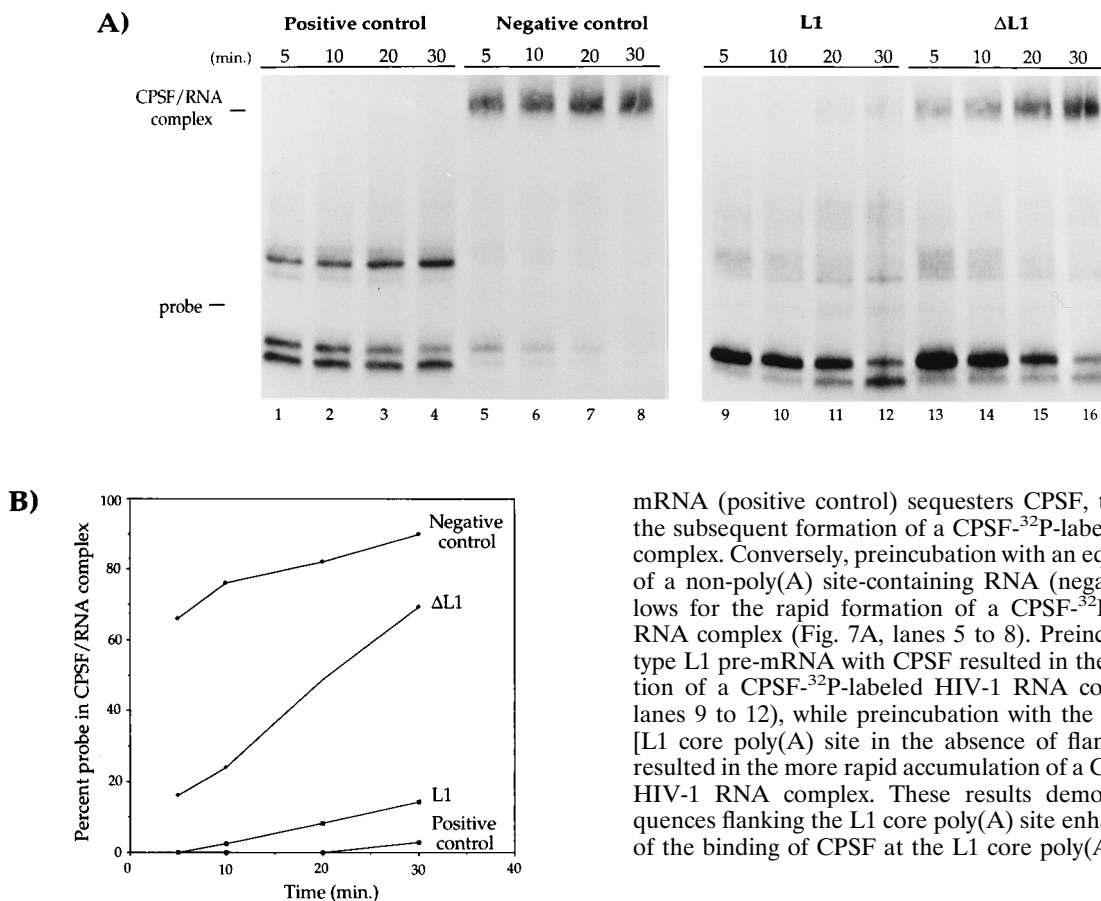 A)
Positive control Negative control L1 ΔL1
(min.) 5 10 20 30 5 10 20 30 5 10 20 30 5 10 20 30
CPSF/RNA
complex
probe
1 2 3 4 5 6 7 8 9 10 11 12 13 14 15 16
B)
Percent probe in CPSF/RNA complex
100
80
60
40
20
0
Negative
control
ΔL1
L1
Positive
control
0 10 20 30 40
Time (min.)
mRNA (positive control) sequesters CPSF, t
the subsequent formation of a CPSF-³²P-labe
complex. Conversely, preincubation with an eq
of a non-poly(A) site-containing RNA (nega
lows for the rapid formation of a CPSF-³²
RNA complex (Fig. 7A, lanes 5 to 8). Preinc
type L1 pre-mRNA with CPSF resulted in the
tion of a CPSF-³²P-labeled HIV-1 RNA co
lanes 9 to 12), while preincubation with the
[L1 core poly(A) site in the absence of flan
resulted in the more rapid accumulation of a C
HIV-1 RNA complex. These results demo
quences flanking the L1 core poly(A) site enha
of the binding of CPSF at the L1 core poly(A